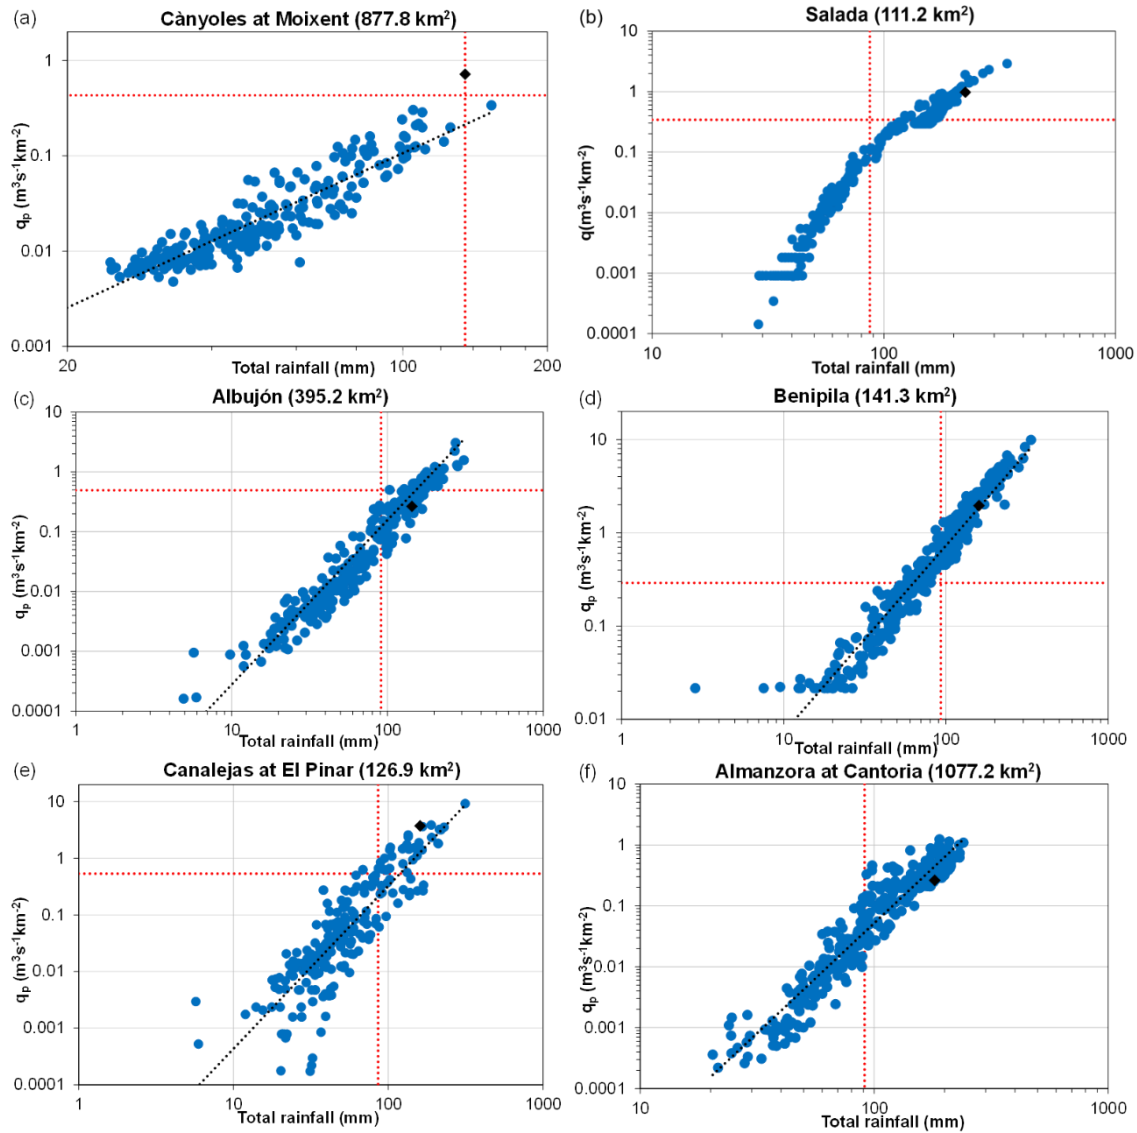 (a)
Cànyoles at Moixent (877.8 km²)
1
0.1
0.01
0.001
qp (m³s⁻¹km⁻²)
20
100
200
Total rainfall (mm)
(b)
Salada (111.2 km²)
10
1
0.1
0.01
0.001
0.0001
q(m³s⁻¹km⁻²)
10
100
1000
Total rainfall (mm)
(c)
Albujón (395.2 km²)
10
1
0.1
0.01
0.001
0.0001
qp (m³s⁻¹km⁻²)
1
10
100
1000
Total rainfall (mm)
(d)
Benipila (141.3 km²)
10
1
0.1
0.01
qp (m³s⁻¹km⁻²)
1
10
100
1000
Total rainfall (mm)
(e)
Canalejas at El Pinar (126.9 km²)
10
1
0.1
0.01
0.001
0.0001
qp (m³s⁻¹km⁻²)
1
10
100
1000
Total rainfall (mm)
(f)
Almanzora at Cantoria (1077.2 km²)
10
1
0.1
0.01
0.001
0.0001
qp (m³s⁻¹km⁻²)
10
100
1000
Total rainfall (mm)